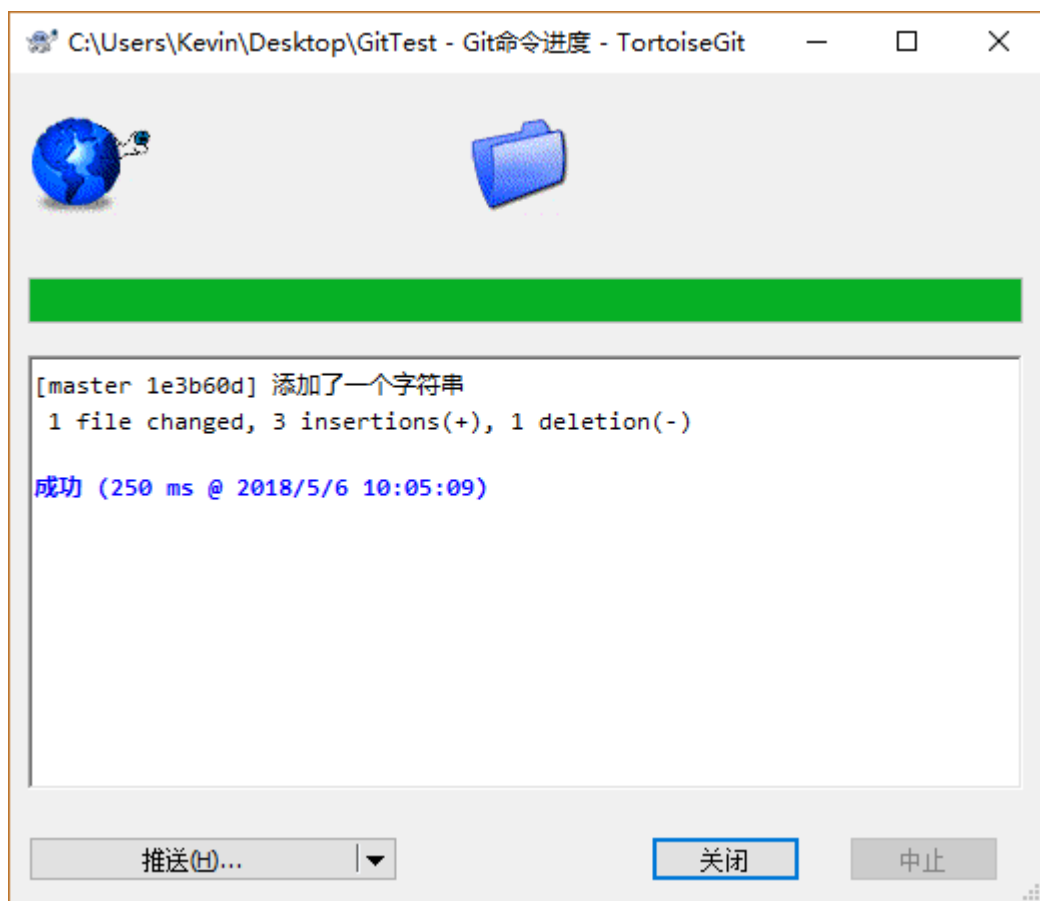 C:\Users\Kevin\Desktop\GitTest - Git命令进度 - TortoiseGit
[master 1e3b60d] 添加了一个字符串
1 file changed, 3 insertions(+), 1 deletion(-)
成功 (250 ms @ 2018/5/6 10:05:09)
推送(H)...
关闭
中止